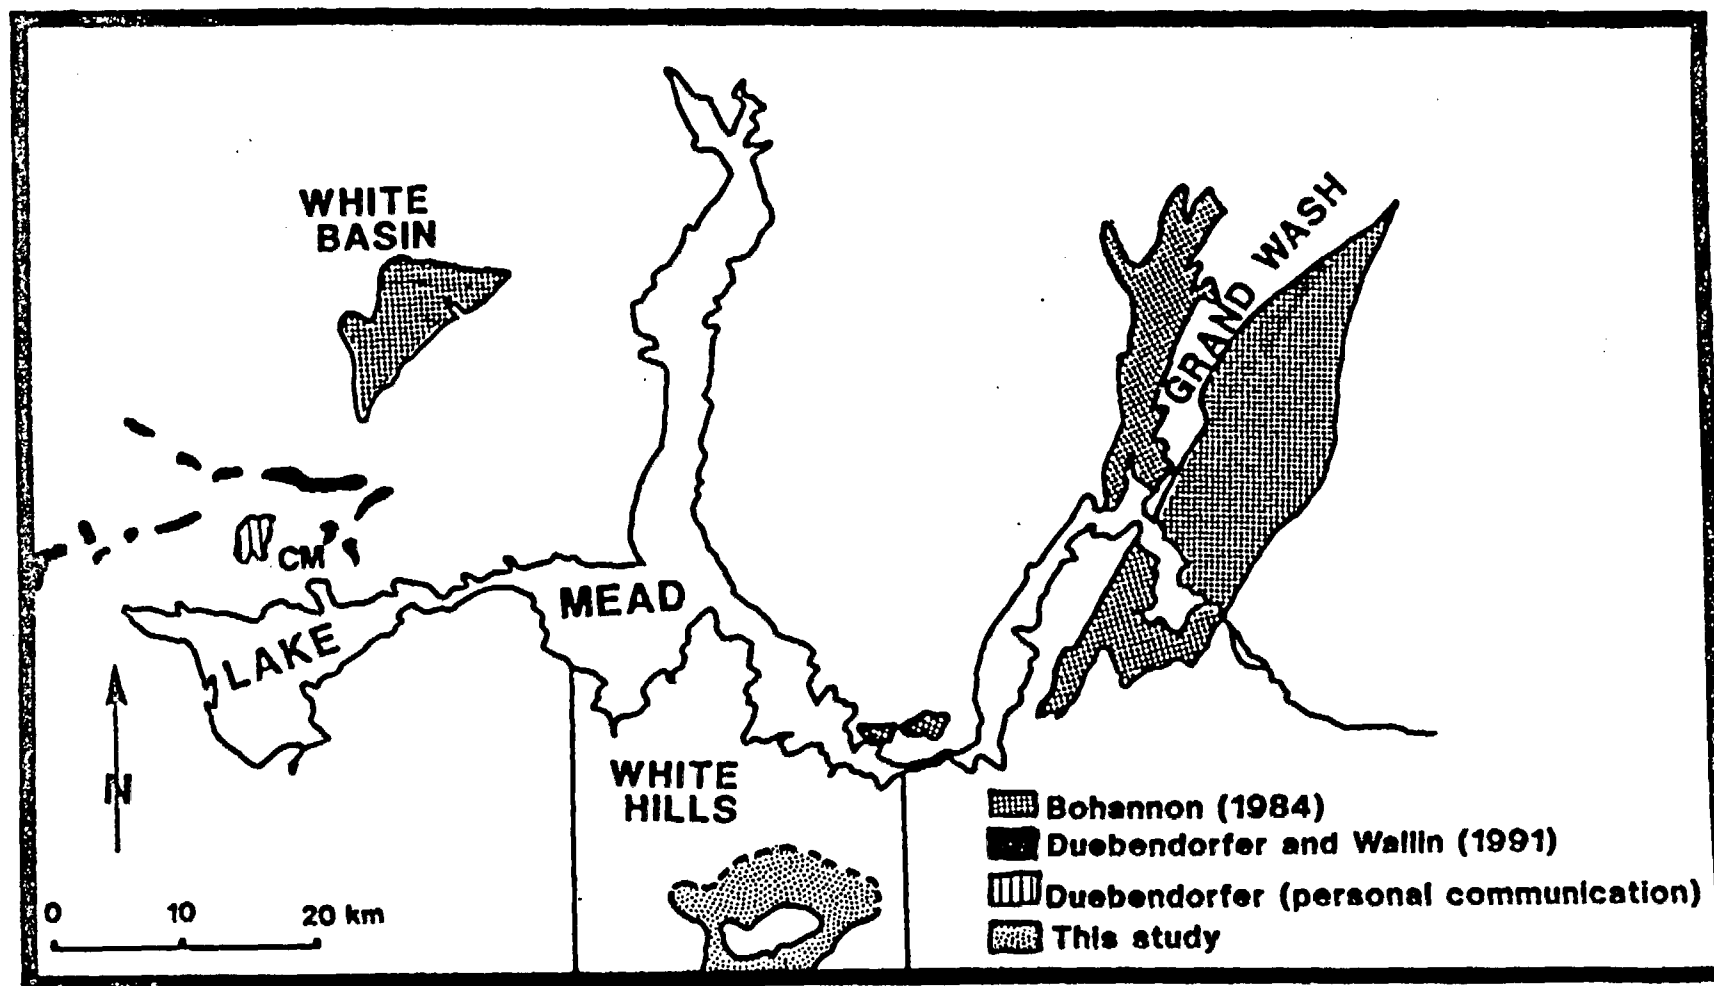 WHITE
BASIN
GRAND WASH
CM
MEAD
LAKE
N
WHITE
HILLS
0 10 20 km
Bohannon (1984)
Duebendorfer and Wallin (1991)
Duebendorfer (personal communication)
This study